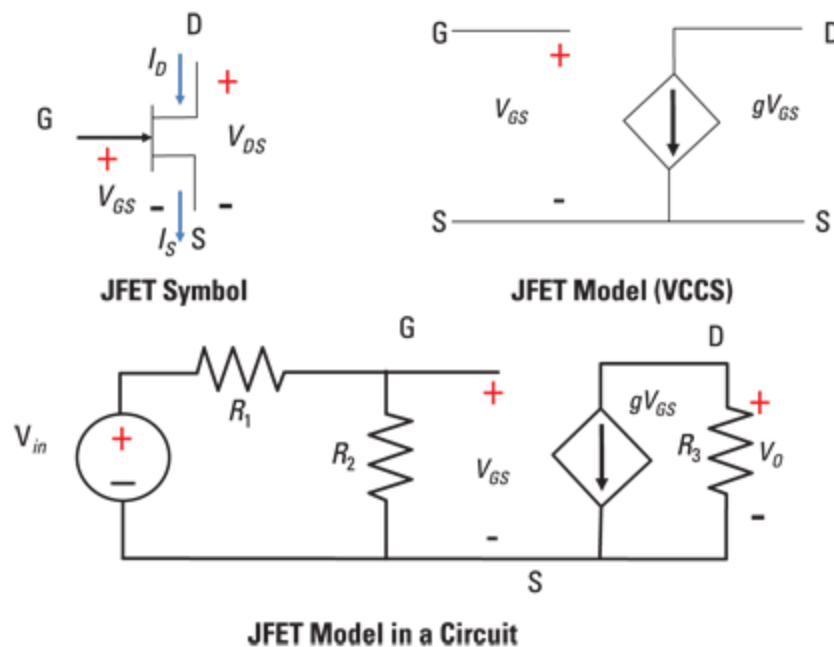 D
I_D
+
G
+
V_DS
V_GS
-
-
I_S
S
JFET Symbol
G
D
+
V_GS
gV_GS
-
S
S
JFET Model (VCCS)
G
D
R_1
+
gV_GS
+
V_in
+
R_2
V_GS
R_3
V_0
-
-
-
S
JFET Model in a Circuit